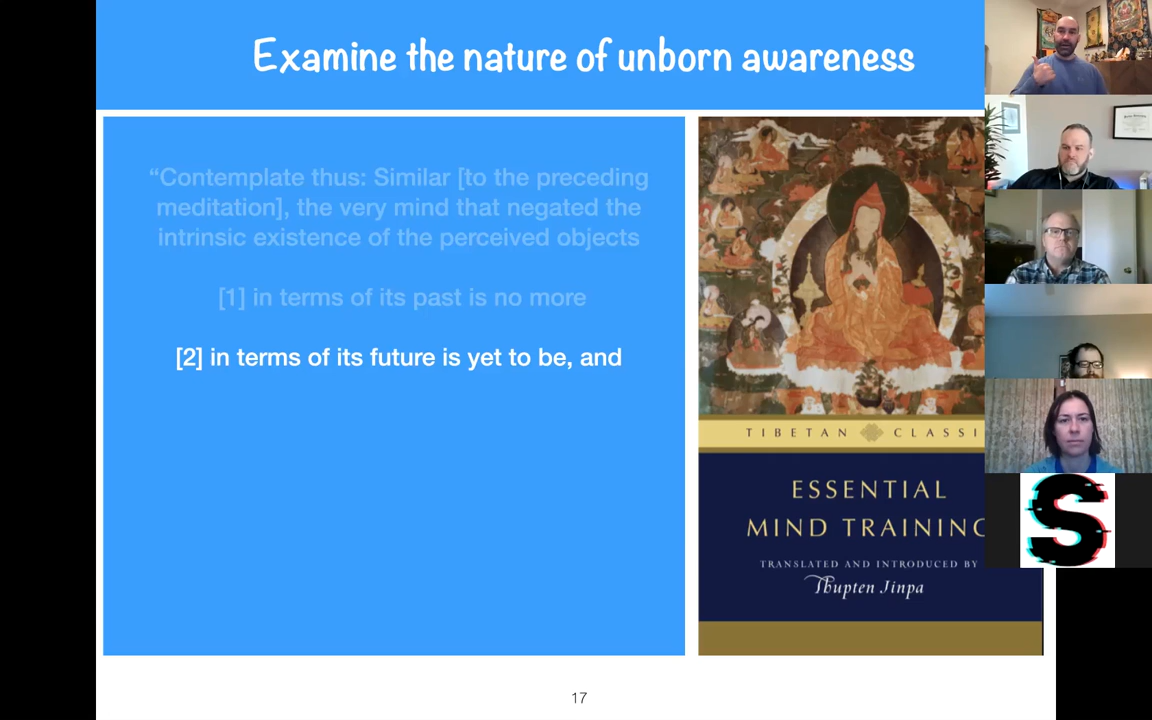 Examine the nature of unborn awareness
“Contemplate thus: Similar [to the preceding
meditation], the very mind that negated the
intrinsic existence of the perceived objects
[1] in terms of its past is no more
[2] in terms of its future is yet to be, and
TIBETAN CLASSI
ESSENTIAL
MIND TRAINING
TRANSLATED AND INTRODUCED BY
Thupten Jinpa
S
17